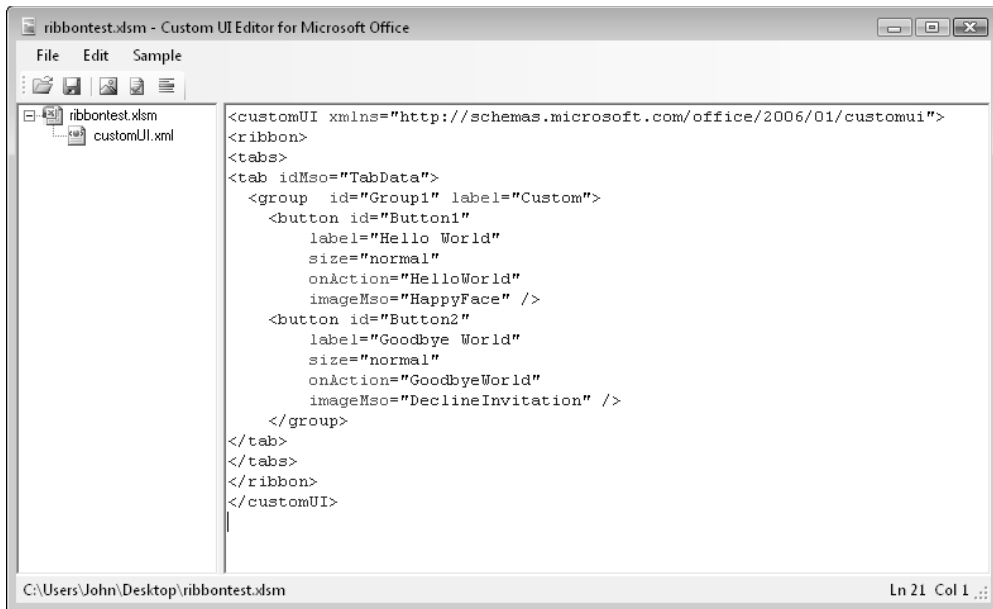 ribbontest.xlsm - Custom UI Editor for Microsoft Office
File Edit Sample
ribbontest.xlsm
customUI.xml
<customUI xmlns="http://schemas.microsoft.com/office/2006/01/customui">
<ribbon>
<tabs>
<tab idMso="TabData">
  <group  id="Group1" label="Custom">
    <button id="Button1"
        label="Hello World"
        size="normal"
        onAction="HelloWorld"
        imageMso="HappyFace" />
    <button id="Button2"
        label="Goodbye World"
        size="normal"
        onAction="GoodbyeWorld"
        imageMso="DeclineInvitation" />
    </group>
</tab>
</tabs>
</ribbon>
</customUI>
C:\Users\John\Desktop\ribbontest.xlsm Ln 21 Col 1